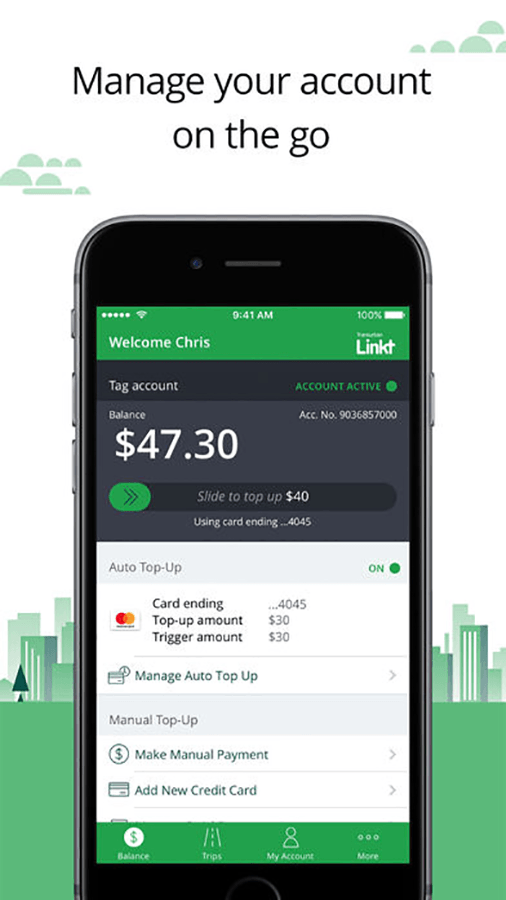 Manage your account
on the go
9:41 AM 100%
Welcome Chris
Transurban
Linkt
Tag account ACCOUNT ACTIVE
Balance Acc. No. 9036857000
$47.30
Slide to top up $40
Using card ending ...4045
Auto Top-Up ON
Card ending ...4045
Top-up amount $30
Trigger amount $30
Manage Auto Top Up
Manual Top-Up
$ Make Manual Payment
Add New Credit Card
$
Balance Trips My Account More